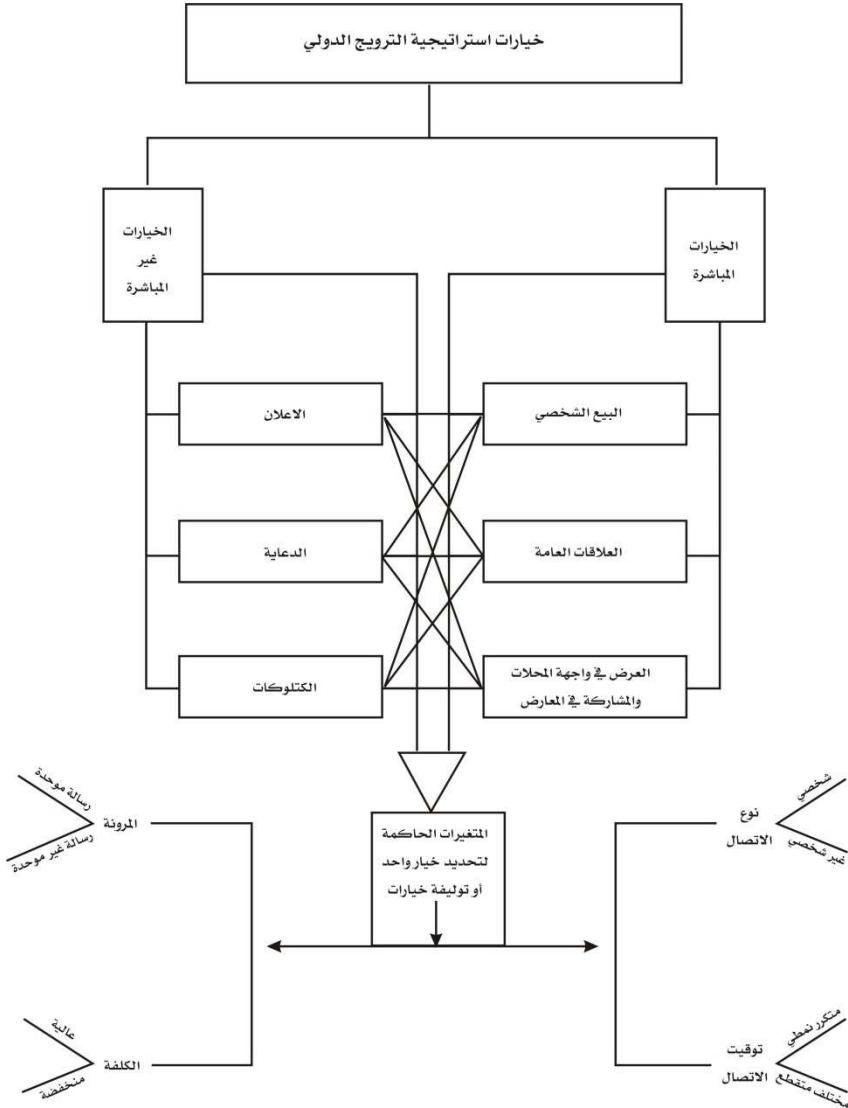 خيارات استراتيجية الترويج الدولي
الخيارات
المباشرة
الخيارات
غير
المباشرة
البيع الشخصي
الاعلان
العلاقات العامة
الدعاية
العرض في واجهة المحلات
والمشاركة في المعارض
الكتلوكات
المتغيرات الحاكمة
لتحديد خيار واحد
أو توليفة خيارات
شخصي
نوع
الاتصال
غير شخصي
رسالة موحدة
المرونة
رسالة غير موحدة
متكرر نمطي
توقيت
الاتصال
مختلف متقطع
عالية
الكلفة
منخفضة